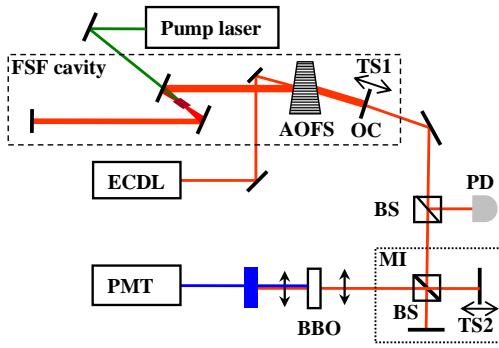 Pump laser
FSF cavity
TS1
AOFS
OC
ECDL
PD
BS
MI
PMT
BS
BBO
TS2